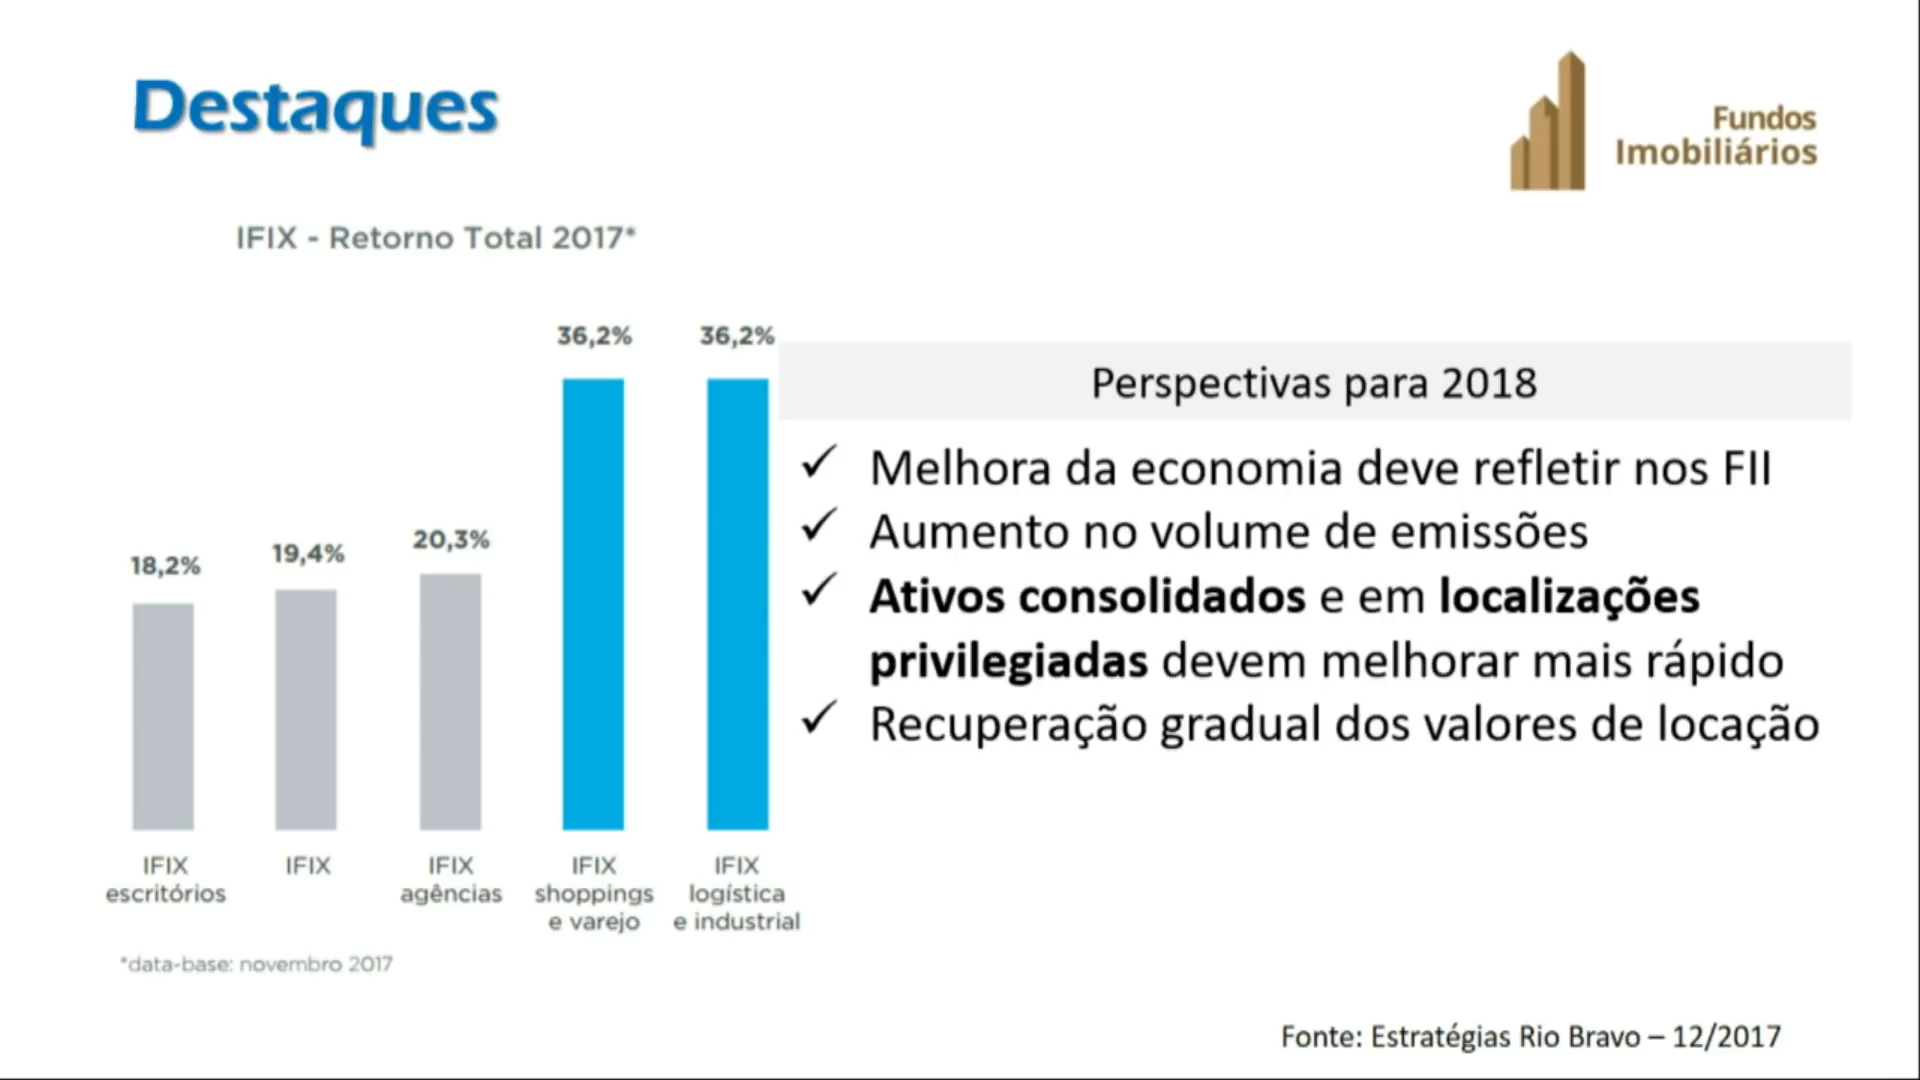 Destaques
Fundos
Imobiliários
IFIX - Retorno Total 2017*
36,2%
36,2%
20,3%
19,4%
18,2%
IFIX
escritórios
IFIX
IFIX
agências
IFIX
shoppings
e varejo
IFIX
logística
e industrial
*data-base: novembro 2017
Perspectivas para 2018
✓ Melhora da economia deve refletir nos FII
✓ Aumento no volume de emissões
✓ Ativos consolidados e em localizações
privilegiadas devem melhorar mais rápido
✓ Recuperação gradual dos valores de locação
Fonte: Estratégias Rio Bravo – 12/2017